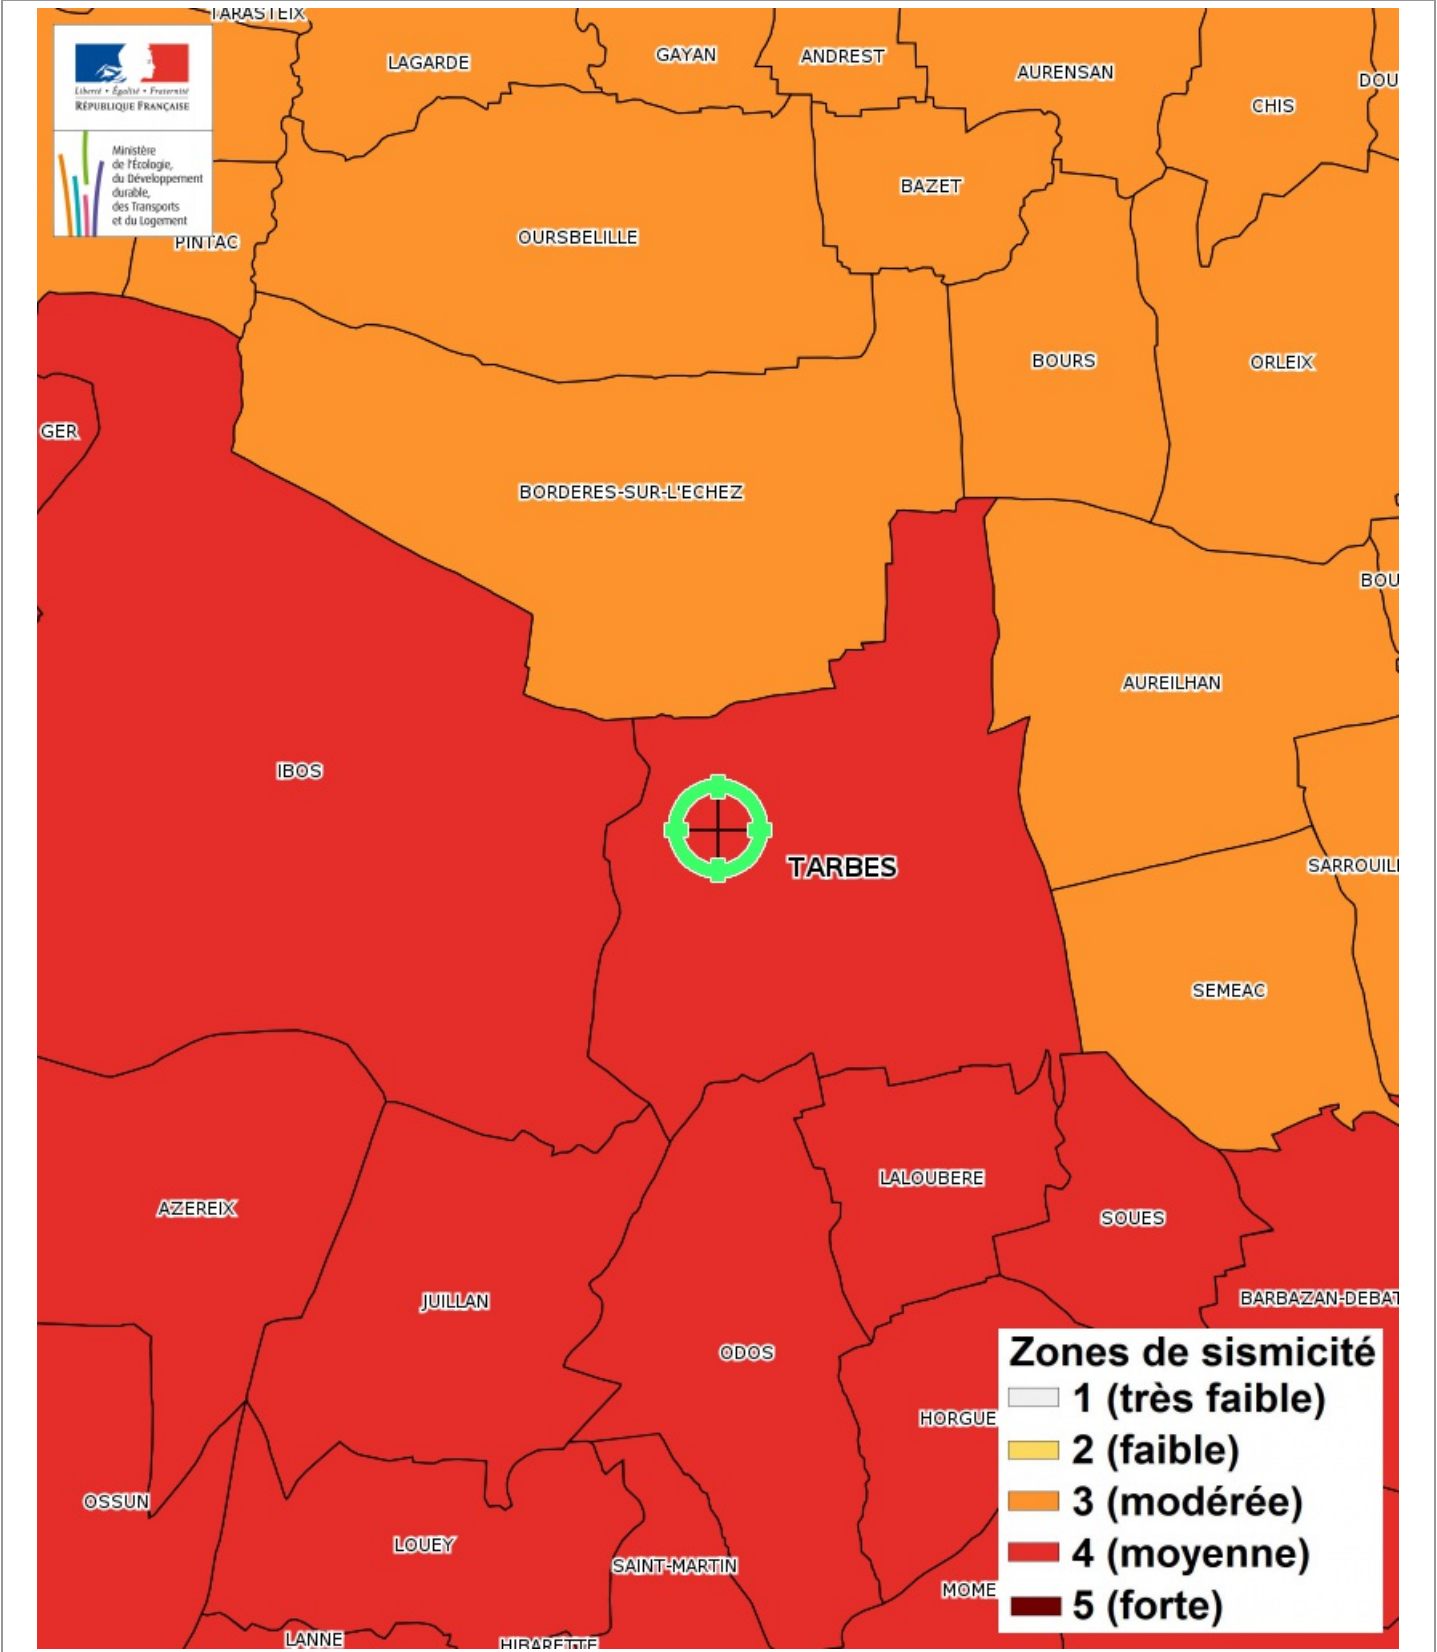 TARASTEIX
LAGARDE
GAYAN
ANDREST
AURENSAN
DOU
CHIS
Liberté • Égalité • Fraternité
RÉPUBLIQUE FRANÇAISE
Ministère
de l'Écologie,
du Développement
durable,
des Transports
et du Logement
PINTAC
BAZET
OURSBELILLE
BOURS
ORLEIX
GER
BORDERES-SUR-L'ECHEZ
BOU
AUREILHAN
IBOS
TARBES
SARROUILL
SEMEAC
LALOUBERE
AZEREIX
SOUES
JUILLAN
BARBAZAN-DEBAT
ODOS
HORGUE
OSSUN
LOUEY
SAINT-MARTIN
MOME
LANNE
HIBARETTE
Zones de sismicité
1 (très faible)
2 (faible)
3 (modérée)
4 (moyenne)
5 (forte)